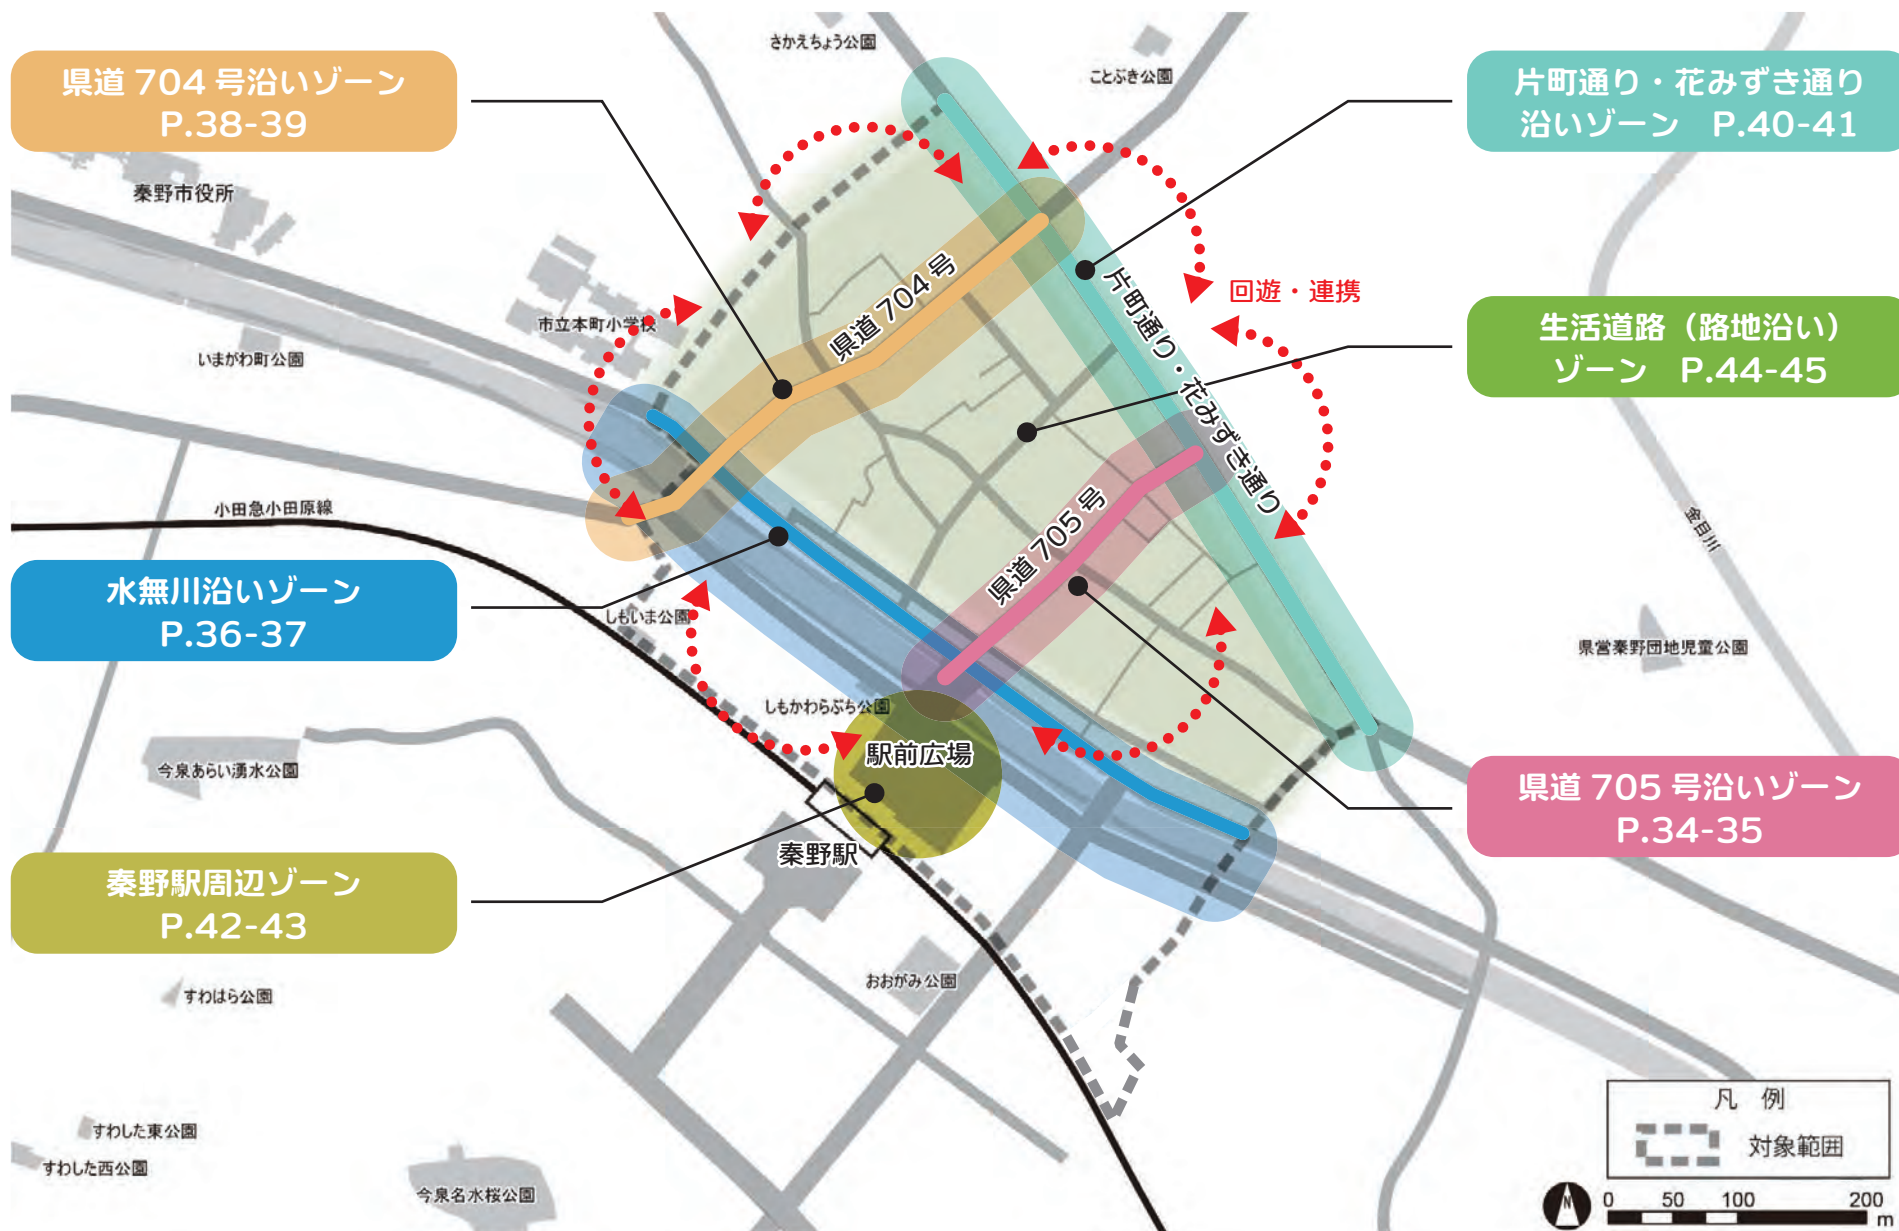 さかえちょう公園
ことぶき公園
県道 704 号沿いゾーン
P.38-39
片町通り・花みずき通り
沿いゾーン　P.40-41
秦野市役所
県道 704 号
片町通り・花みずき通り
回遊・連携
市立本町小学校
いまがわ町公園
生活道路（路地沿い）
ゾーン　P.44-45
小田急小田原線
県道 705 号
金目川
水無川沿いゾーン
P.36-37
しもいま公園
県営秦野団地児童公園
しもかわらぶち公園
駅前広場
今泉あらい湧水公園
県道 705 号沿いゾーン
P.34-35
秦野駅
秦野駅周辺ゾーン
P.42-43
おおがみ公園
すわはら公園
すわした東公園
すわした西公園
今泉名水桜公園
凡　例
対象範囲
N
0 50 100 200
m